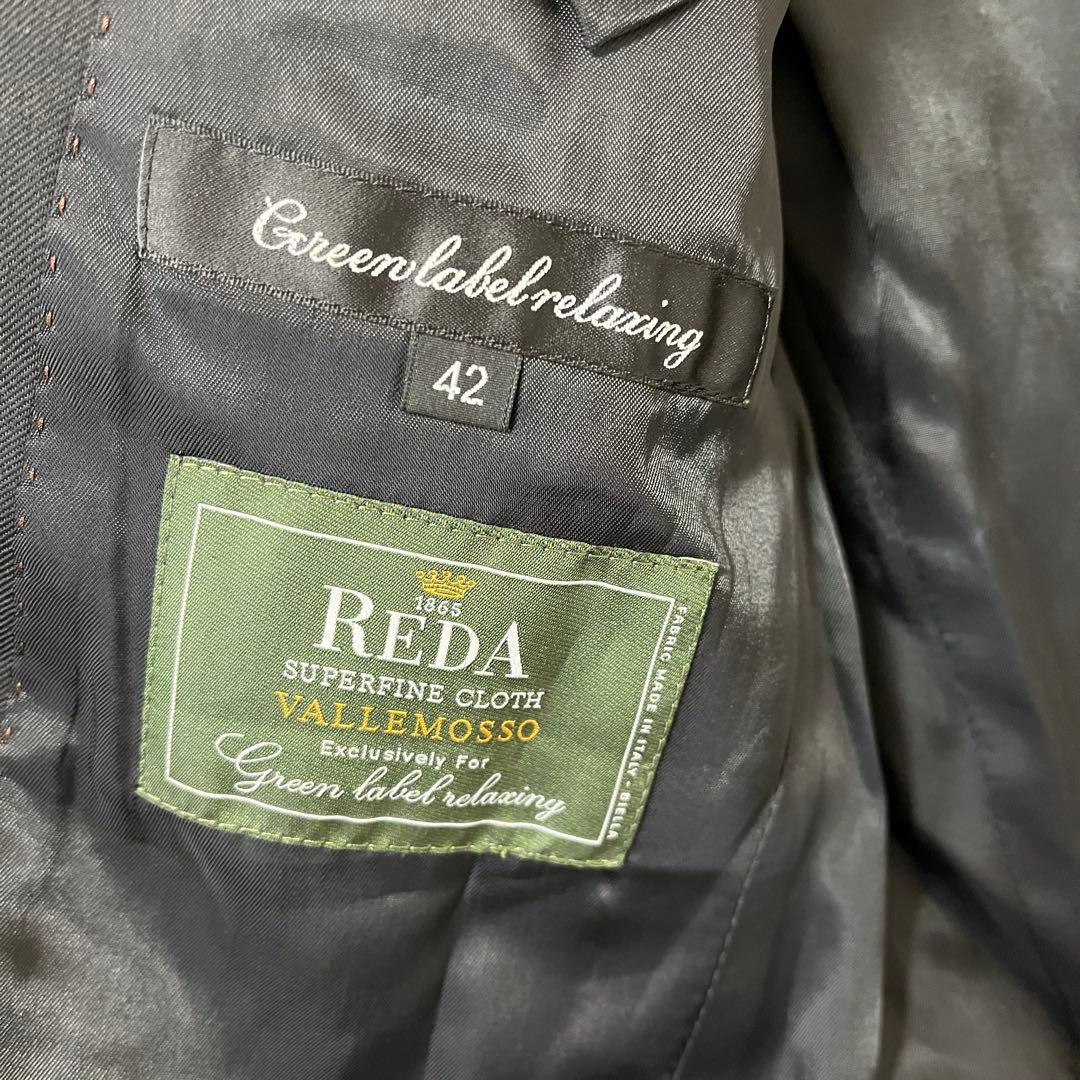 Green label relaxing
42
1865
REDA
SUPERFINE CLOTH
VALLEMOSSO
Exclusively For
Green label relaxing
FABRIC MADE IN ITALY - BIELLA